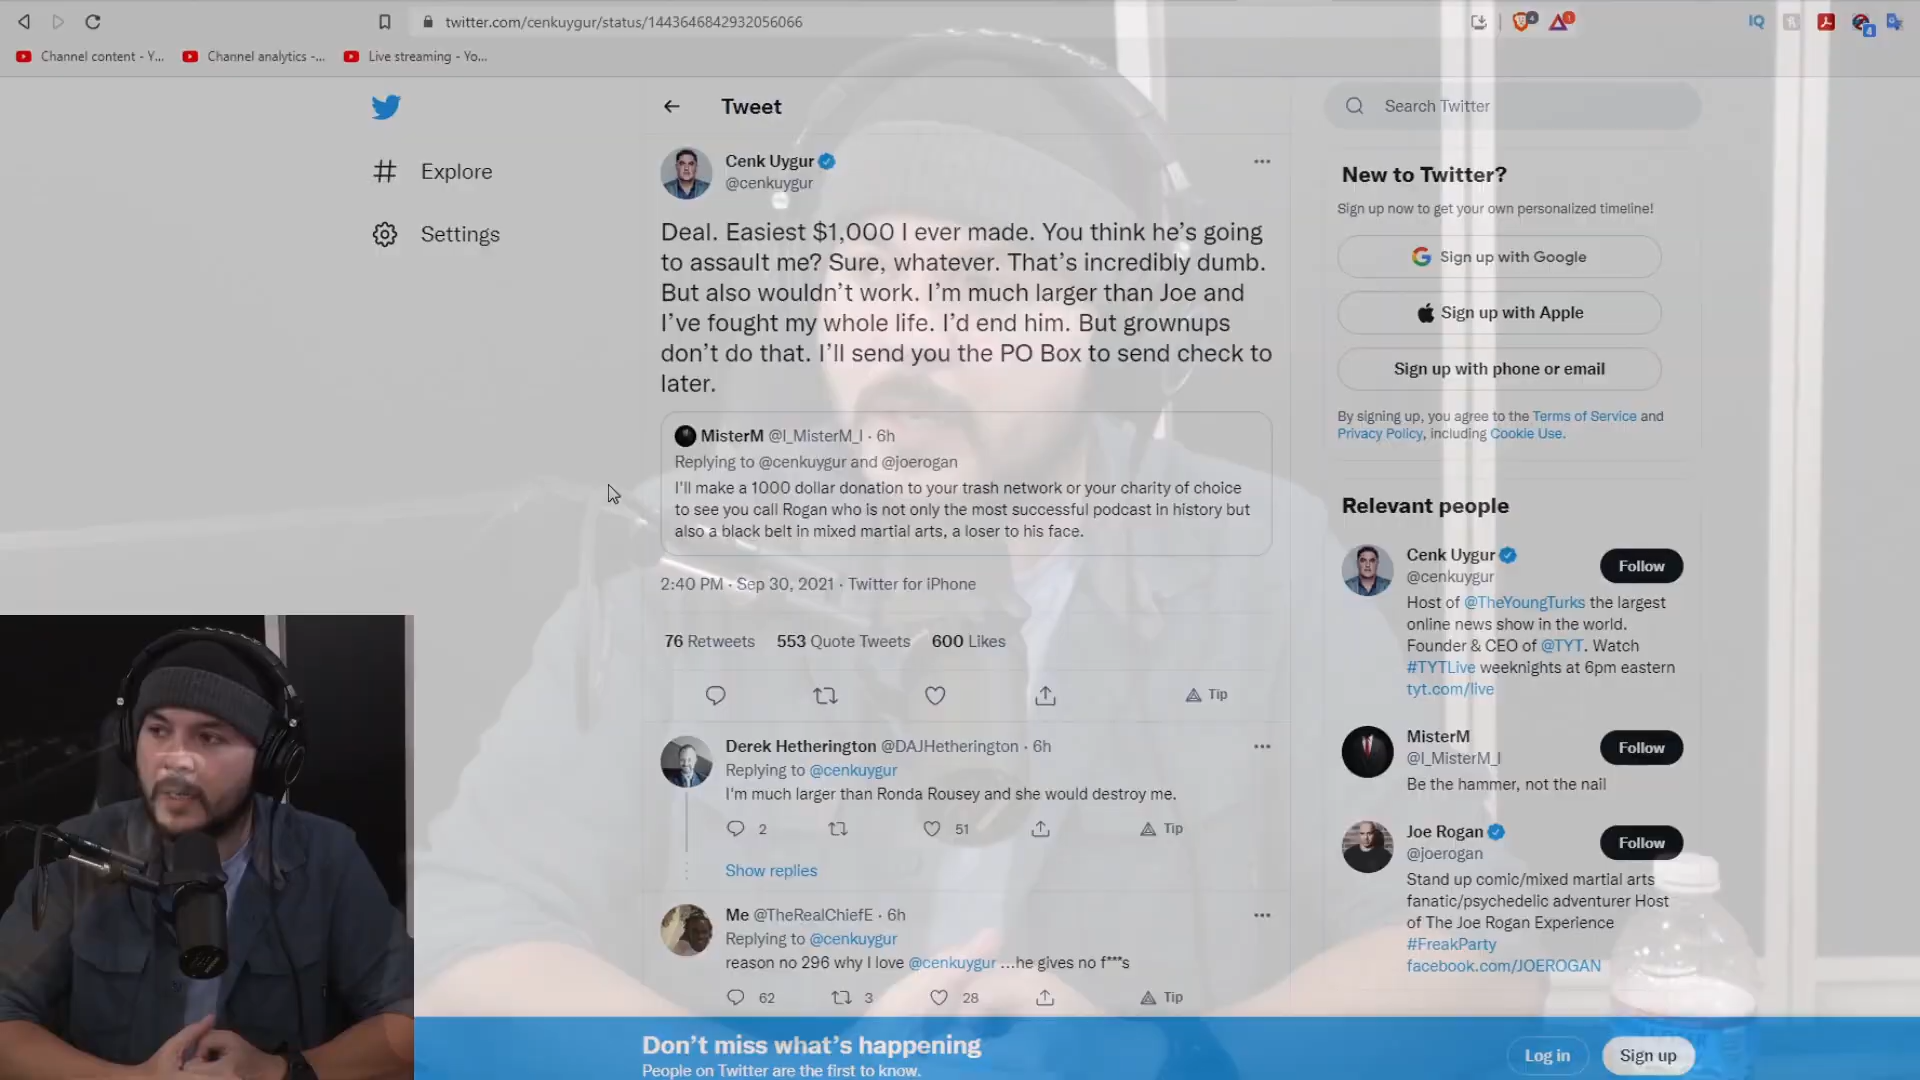 twitter.com/cenkuygur/status/1443646842932056066
4
1
IQ
4
Channel content - Y...
Channel analytics -...
Live streaming - Yo...
Explore
Settings
Tweet
Cenk Uygur
@cenkuygur
Deal. Easiest $1,000 I ever made. You think he's going
to assault me? Sure, whatever. That's incredibly dumb.
But also wouldn't work. I'm much larger than Joe and
I've fought my whole life. I'd end him. But grownups
don't do that. I'll send you the PO Box to send check to
later.
MisterM @I_MisterM_I · 6h
Replying to @cenkuygur and @joerogan
I'll make a 1000 dollar donation to your trash network or your charity of choice
to see you call Rogan who is not only the most successful podcast in history but
also a black belt in mixed martial arts, a loser to his face.
2:40 PM · Sep 30, 2021 · Twitter for iPhone
76 Retweets 553 Quote Tweets 600 Likes
Tip
Derek Hetherington @DAJHetherington · 6h
Replying to @cenkuygur
I'm much larger than Ronda Rousey and she would destroy me.
2 51 Tip
Show replies
Me @TheRealChiefE · 6h
Replying to @cenkuygur
reason no 296 why I love @cenkuygur ...he gives no f***s
62 3 28 Tip
Search Twitter
New to Twitter?
Sign up now to get your own personalized timeline!
Sign up with Google
Sign up with Apple
Sign up with phone or email
By signing up, you agree to the Terms of Service and
Privacy Policy, including Cookie Use.
Relevant people
Cenk Uygur
@cenkuygur
Follow
Host of @TheYoungTurks the largest
online news show in the world.
Founder & CEO of @TYT. Watch
#TYTLive weeknights at 6pm eastern
tyt.com/live
MisterM
@I_MisterM_I
Follow
Be the hammer, not the nail
Joe Rogan
@joerogan
Follow
Stand up comic/mixed martial arts
fanatic/psychedelic adventurer Host
of The Joe Rogan Experience
#FreakParty
facebook.com/JOEROGAN
Don't miss what's happening
People on Twitter are the first to know.
Log in
Sign up